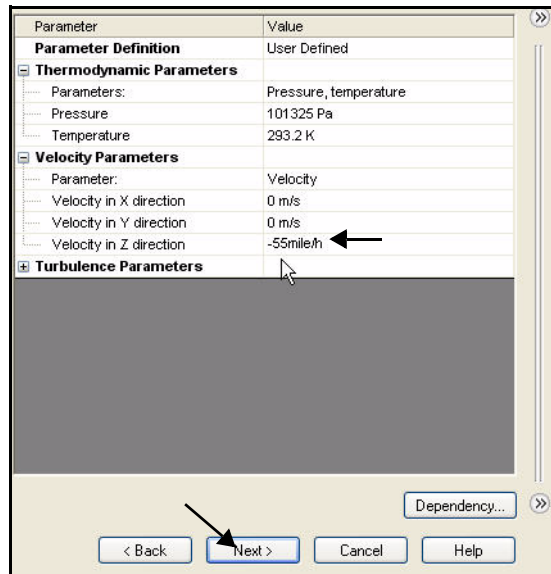 Parameter Value
Parameter Definition User Defined
Thermodynamic Parameters
Parameters: Pressure, temperature
Pressure 101325 Pa
Temperature 293.2 K
Velocity Parameters
Parameter: Velocity
Velocity in X direction 0 m/s
Velocity in Y direction 0 m/s
Velocity in Z direction -55mile/h
Turbulence Parameters
Dependency...
< Back Next > Cancel Help